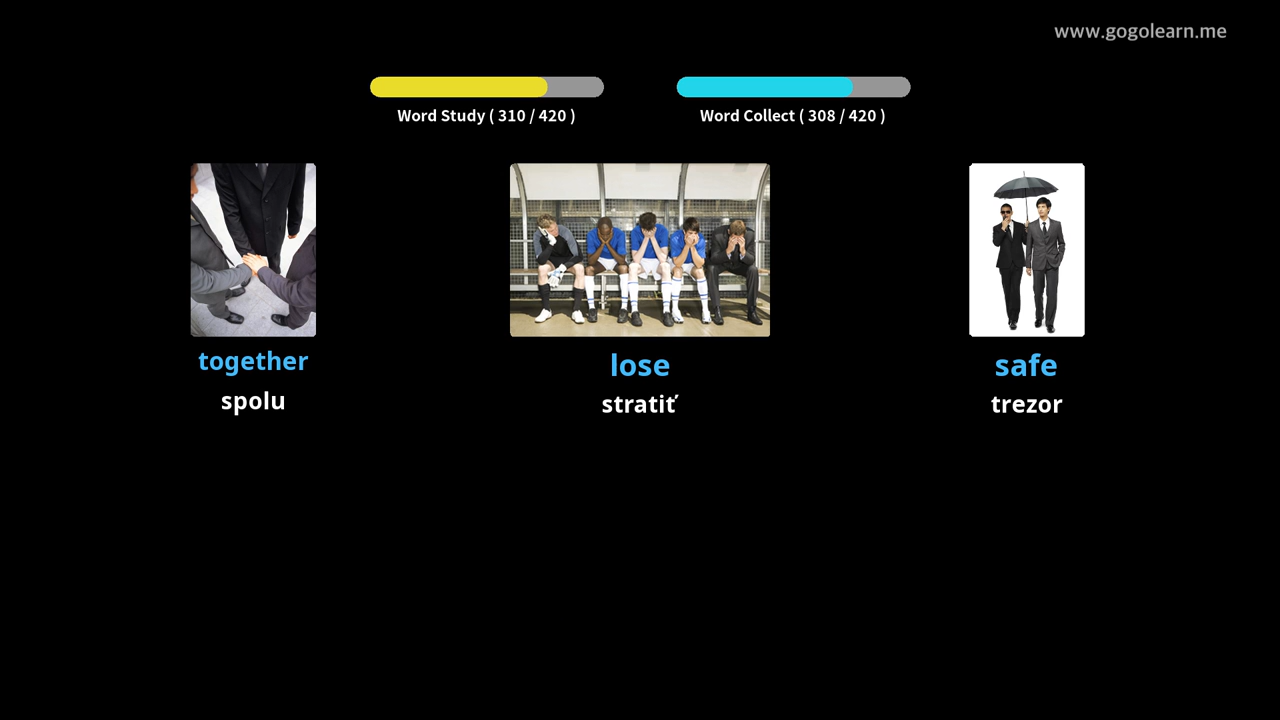 www.gogolearn.me
Word Study ( 310 / 420 )
Word Collect ( 308 / 420 )
together
lose
safe
spolu
stratiť
trezor